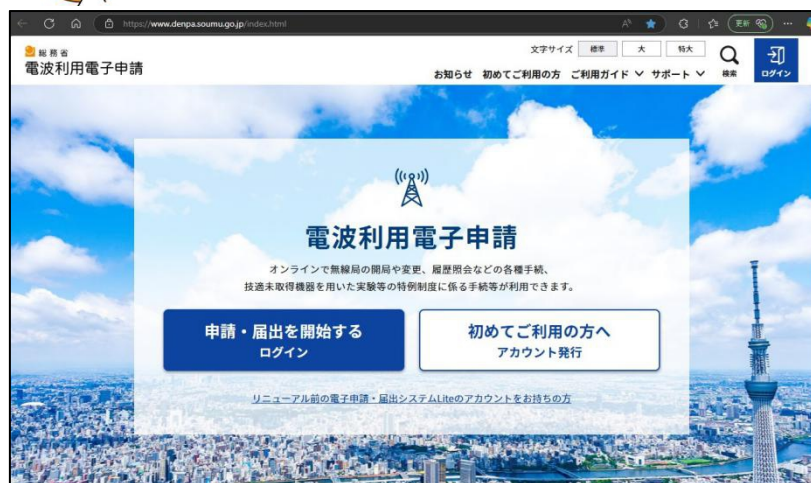 https://www.denpa.soumu.go.jp/index.html
更新
総務省
電波利用電子申請
文字サイズ 標準 大 特大
お知らせ 初めてご利用の方 ご利用ガイド サポート
検索
ログイン
電波利用電子申請
オンラインで無線局の開局や変更、履歴照会などの各種手続、
技適未取得機器を用いた実験等の特例制度に係る手続等が利用できます。
申請・届出を開始する
ログイン
初めてご利用の方へ
アカウント発行
リニューアル前の電子申請・届出システムLiteのアカウントをお持ちの方